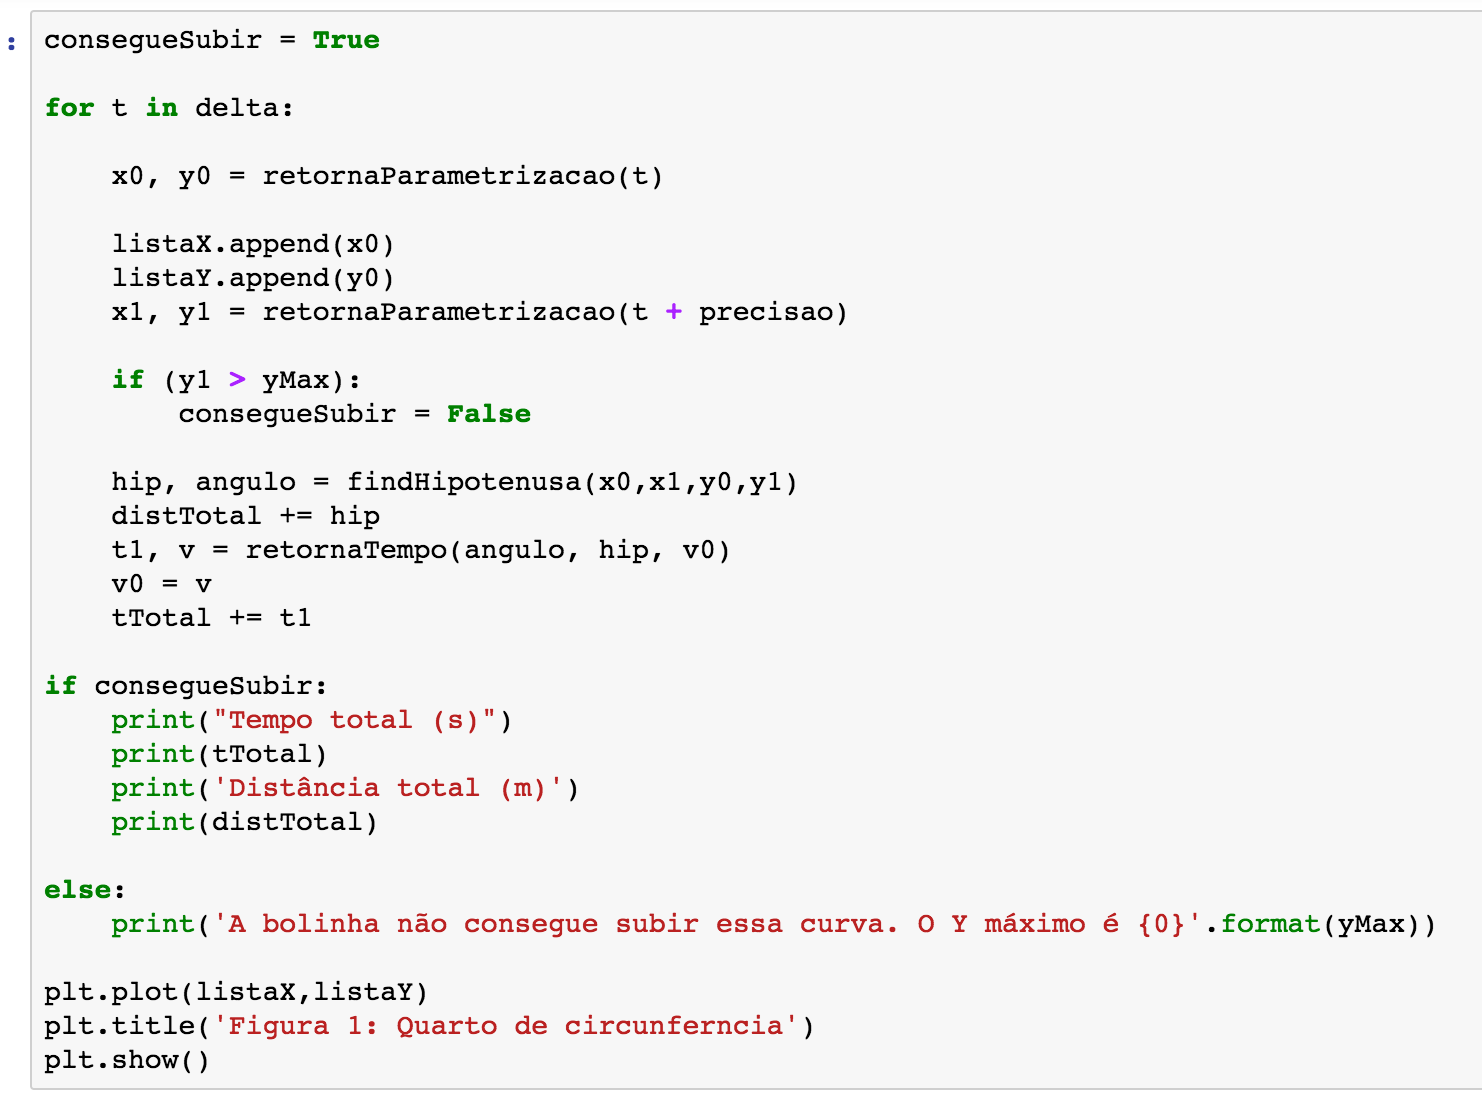 :
consegueSubir = True
for t in delta:
    x0, y0 = retornaParametrizacao(t)
    listaX.append(x0)
    listaY.append(y0)
    x1, y1 = retornaParametrizacao(t + precisao)
    if (y1 > yMax):
        consegueSubir = False
    hip, angulo = findHipotenusa(x0,x1,y0,y1)
    distTotal += hip
    t1, v = retornaTempo(angulo, hip, v0)
    v0 = v
    tTotal += t1
if consegueSubir:
    print("Tempo total (s)")
    print(tTotal)
    print('Distância total (m)')
    print(distTotal)
else:
    print('A bolinha não consegue subir essa curva. O Y máximo é {0}'.format(yMax))
plt.plot(listaX,listaY)
plt.title('Figura 1: Quarto de circunferncia')
plt.show()